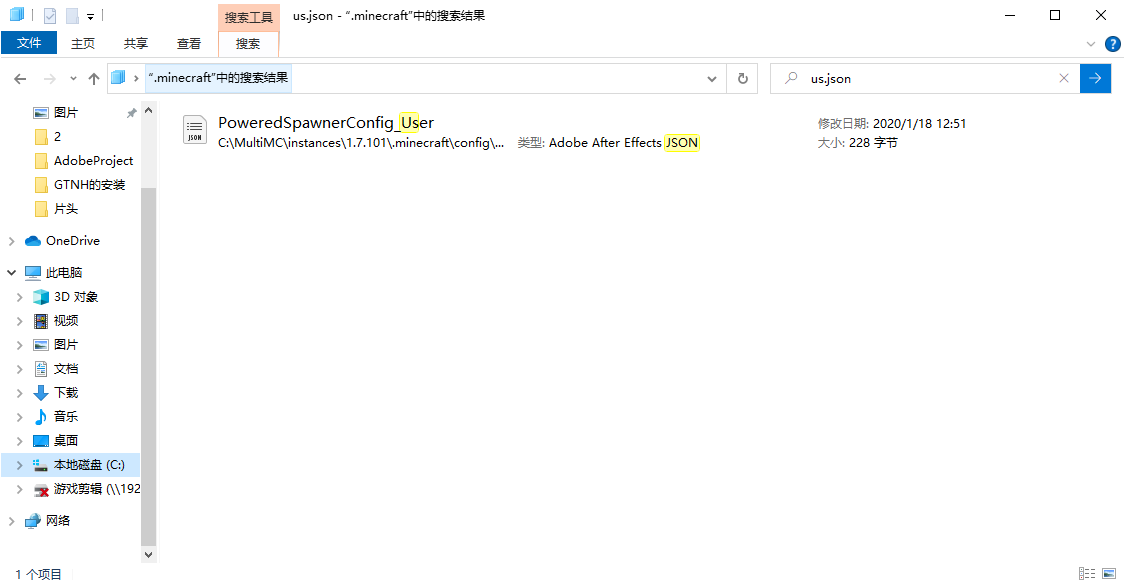 搜索工具
us.json - “.minecraft”中的搜索结果
文件
主页
共享
查看
搜索
“.minecraft”中的搜索结果
us.json
图片
2
AdobeProject
GTNH的安装
片头
OneDrive
此电脑
3D 对象
视频
图片
文档
下载
音乐
桌面
本地磁盘 (C:)
游戏剪辑 (\\192
网络
JSON
PoweredSpawnerConfig_User
C:\MultiMC\instances\1.7.101\.minecraft\config\...
类型: Adobe After Effects JSON
修改日期: 2020/1/18 12:51
大小: 228 字节
1 个项目